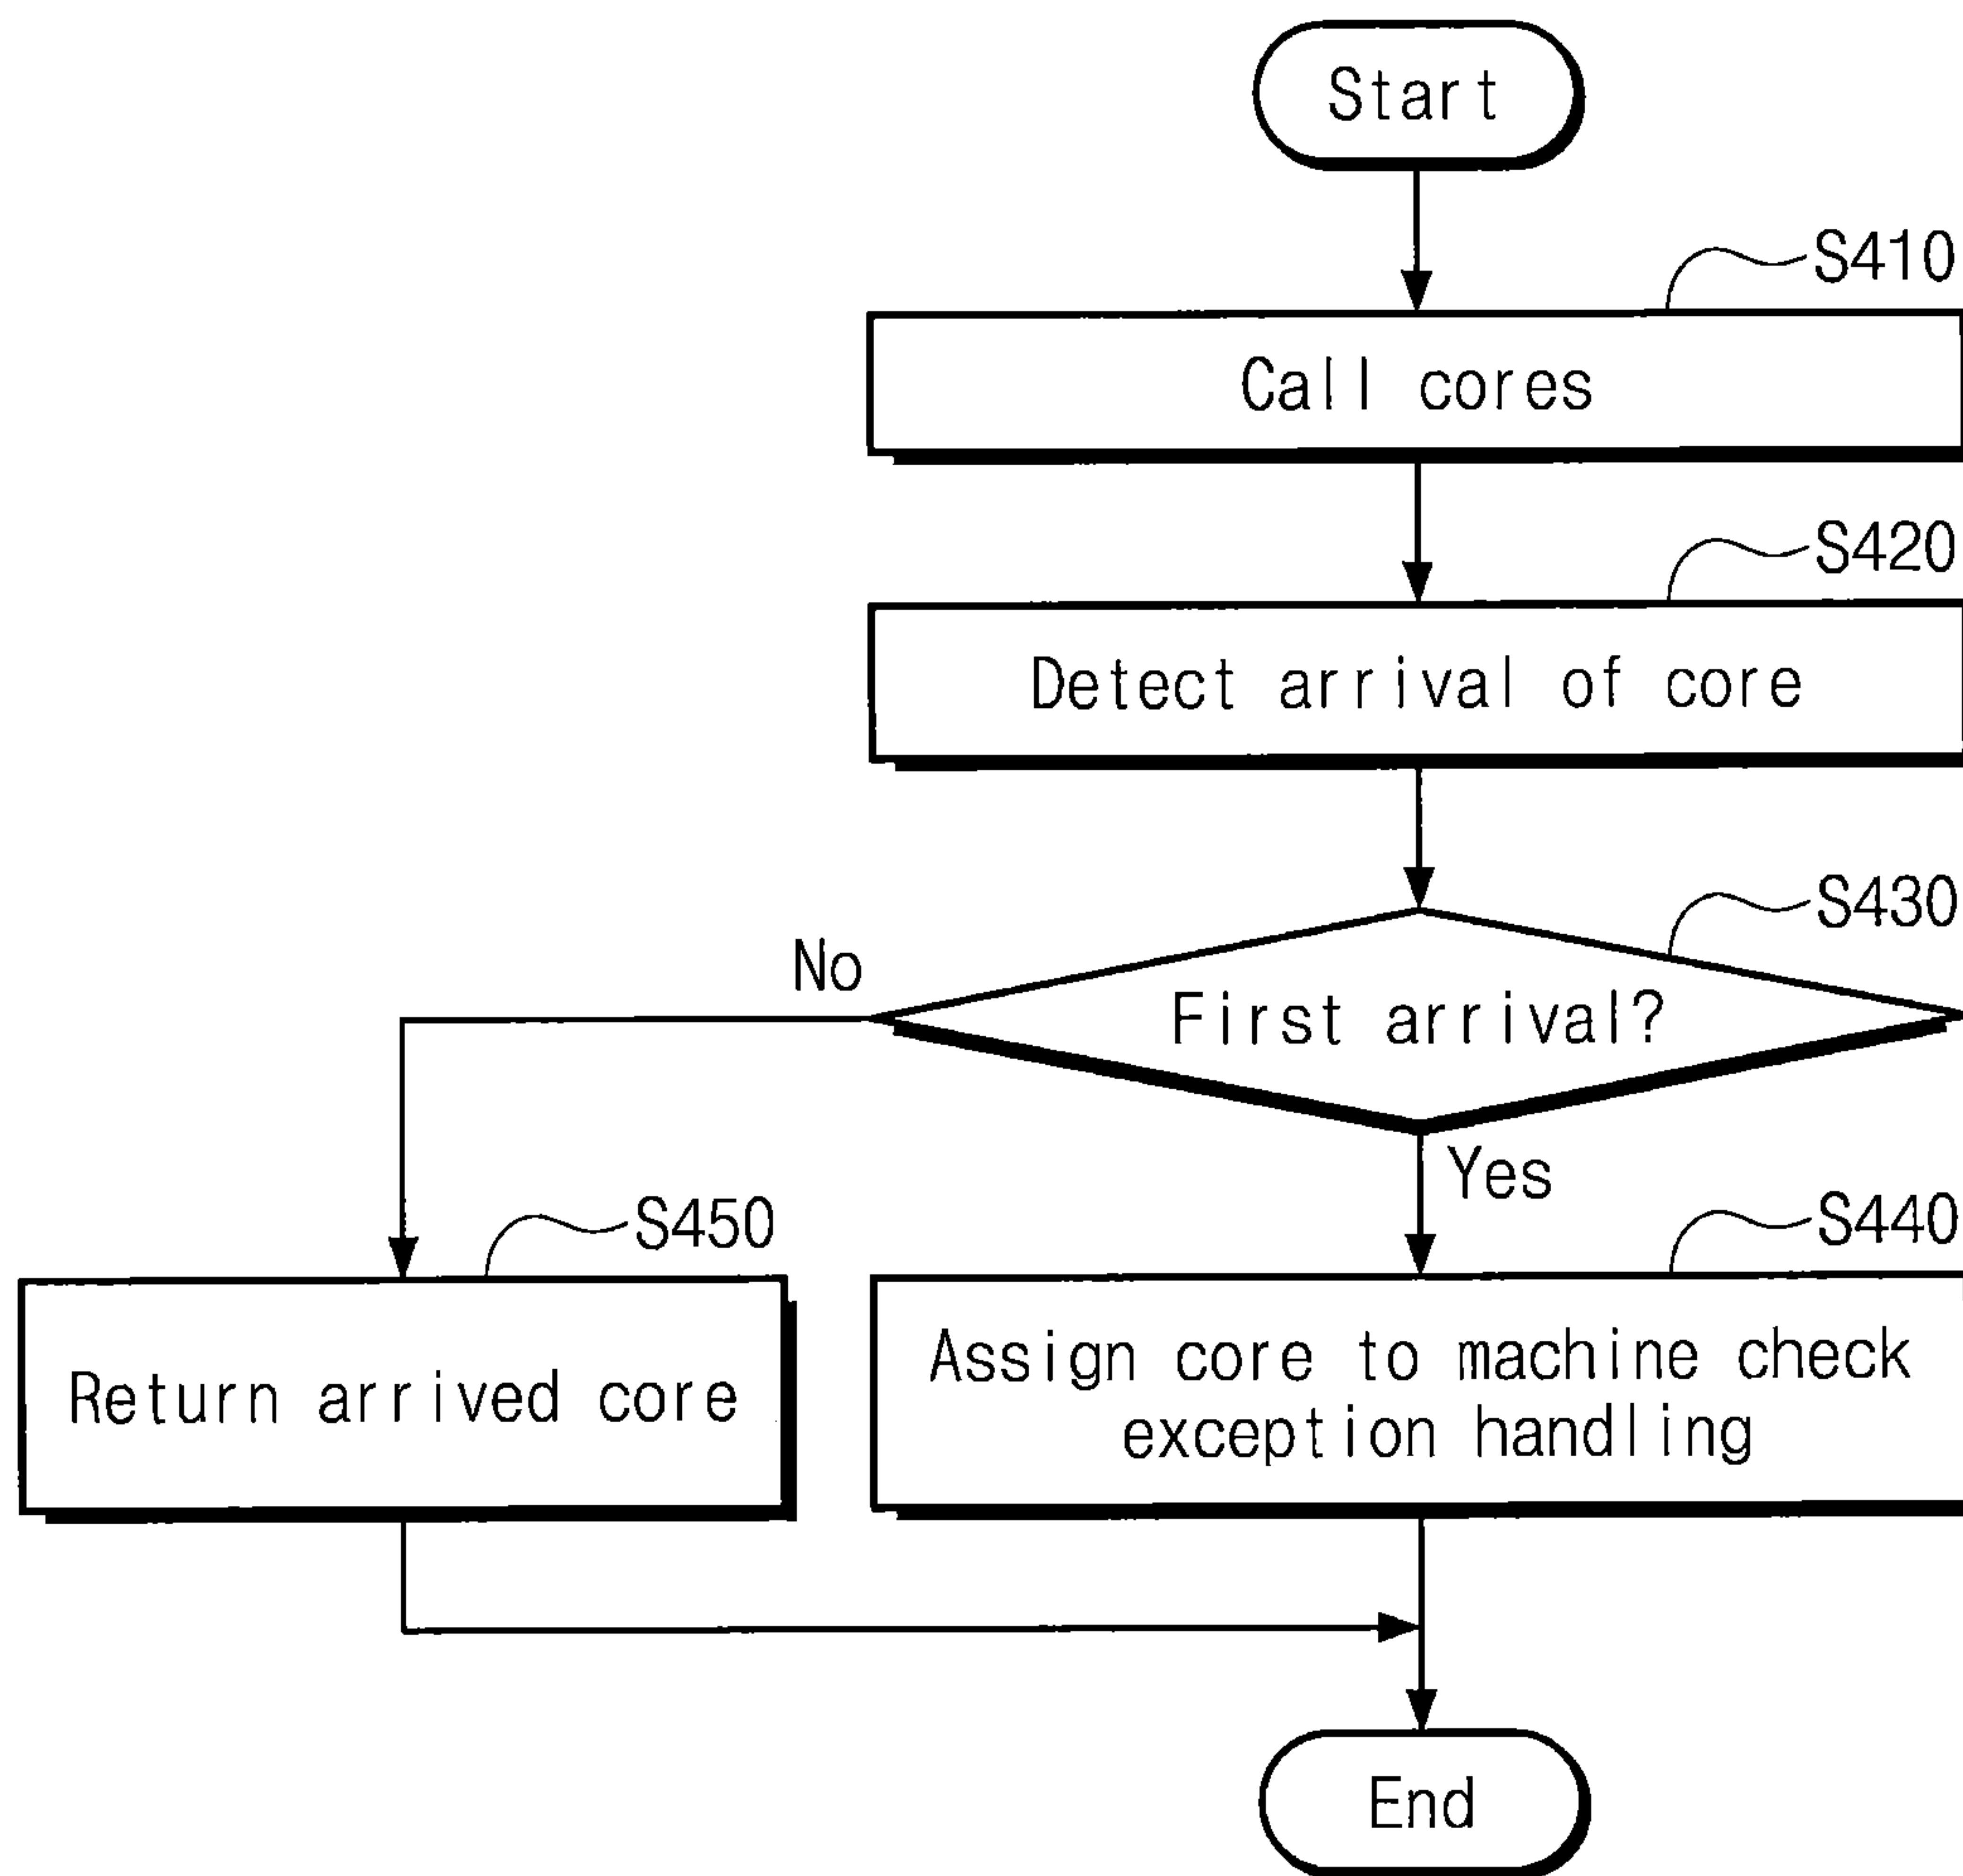 Start
S410
Call cores
S420
Detect arrival of core
S430
No
First arrival?
Yes
S450
S440
Return arrived core
Assign core to machine check
exception handling
End